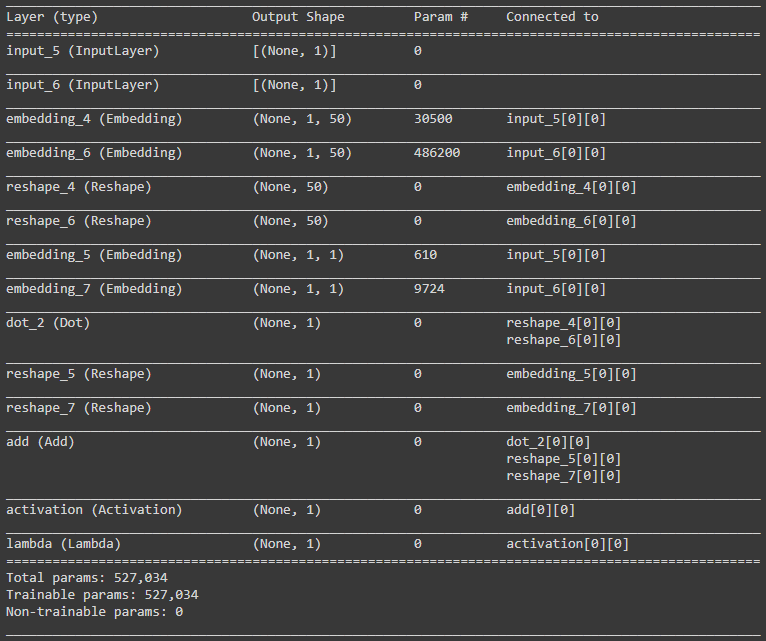 Layer (type) Output Shape Param # Connected to
==================================================================================================
input_5 (InputLayer) [(None, 1)] 0
input_6 (InputLayer) [(None, 1)] 0
embedding_4 (Embedding) (None, 1, 50) 30500 input_5[0][0]
embedding_6 (Embedding) (None, 1, 50) 486200 input_6[0][0]
reshape_4 (Reshape) (None, 50) 0 embedding_4[0][0]
reshape_6 (Reshape) (None, 50) 0 embedding_6[0][0]
embedding_5 (Embedding) (None, 1, 1) 610 input_5[0][0]
embedding_7 (Embedding) (None, 1, 1) 9724 input_6[0][0]
dot_2 (Dot) (None, 1) 0 reshape_4[0][0]
reshape_6[0][0]
reshape_5 (Reshape) (None, 1) 0 embedding_5[0][0]
reshape_7 (Reshape) (None, 1) 0 embedding_7[0][0]
add (Add) (None, 1) 0 dot_2[0][0]
reshape_5[0][0]
reshape_7[0][0]
activation (Activation) (None, 1) 0 add[0][0]
lambda (Lambda) (None, 1) 0 activation[0][0]
==================================================================================================
Total params: 527,034
Trainable params: 527,034
Non-trainable params: 0